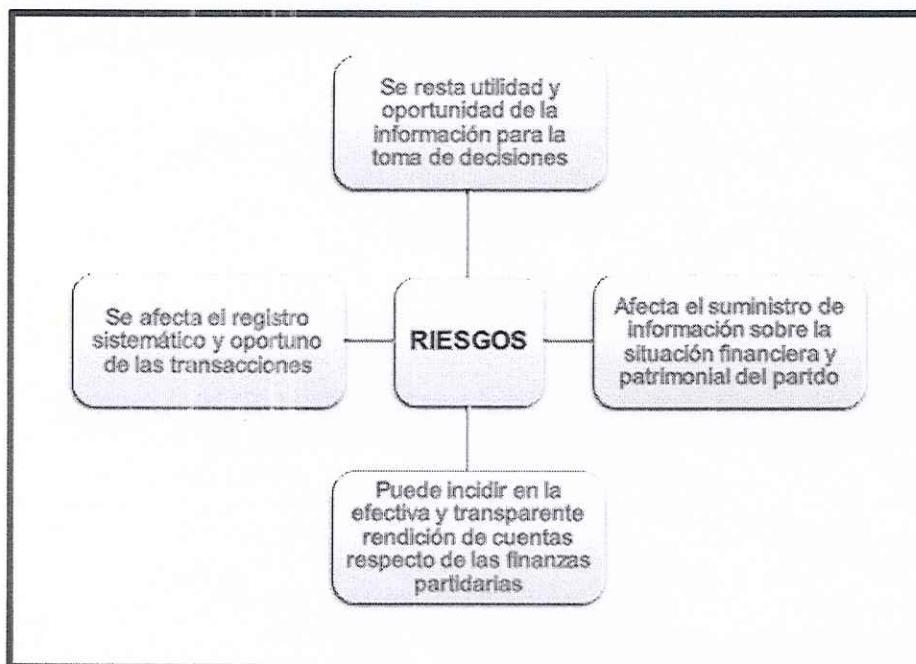 Se resta utilidad y
oportunidad de la
información para la
toma de decisiones
Se afecta el registro
sistemático y oportuno
de las transacciones
RIESGOS
Afecta el suministro de
información sobre la
situación financiera y
patrimonial del partdo
Puede incidir en la
efectiva y transparente
rendición de cuentas
respecto de las finanzas
partidarias